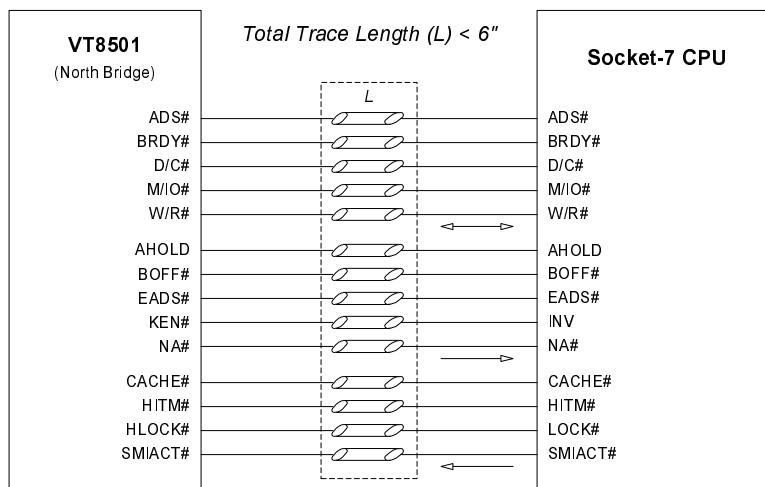 Total Trace Length (L) < 6"
VT8501
(North Bridge)
Socket-7 CPU
L
ADS# ADS#
BRDY# BRDY#
D/C# D/C#
M/IO# M/IO#
W/R# W/R#
AHOLD AHOLD
BOFF# BOFF#
EADS# EADS#
KEN# INV
NA# NA#
CACHE# CACHE#
HITM# HITM#
HLOCK# LOCK#
SMIACT# SMIACT#